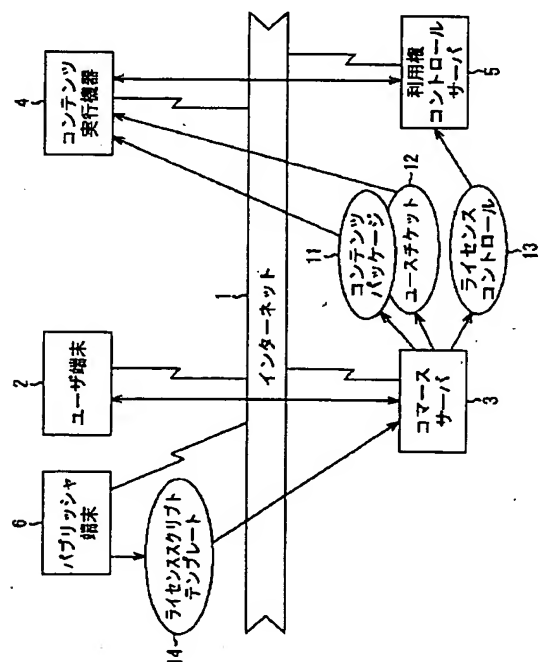 4
コンテンツ
実行機器
5
利用権
コントロール
サーバ
12
11
コンテンツ
パッケージ
ユースチケット
ライセンス
コントロール
13
1
インターネット
2
ユーザ端末
コマース
サーバ
3
6
パブリッシャ
端末
ライセンススクリプト
テンプレート
14